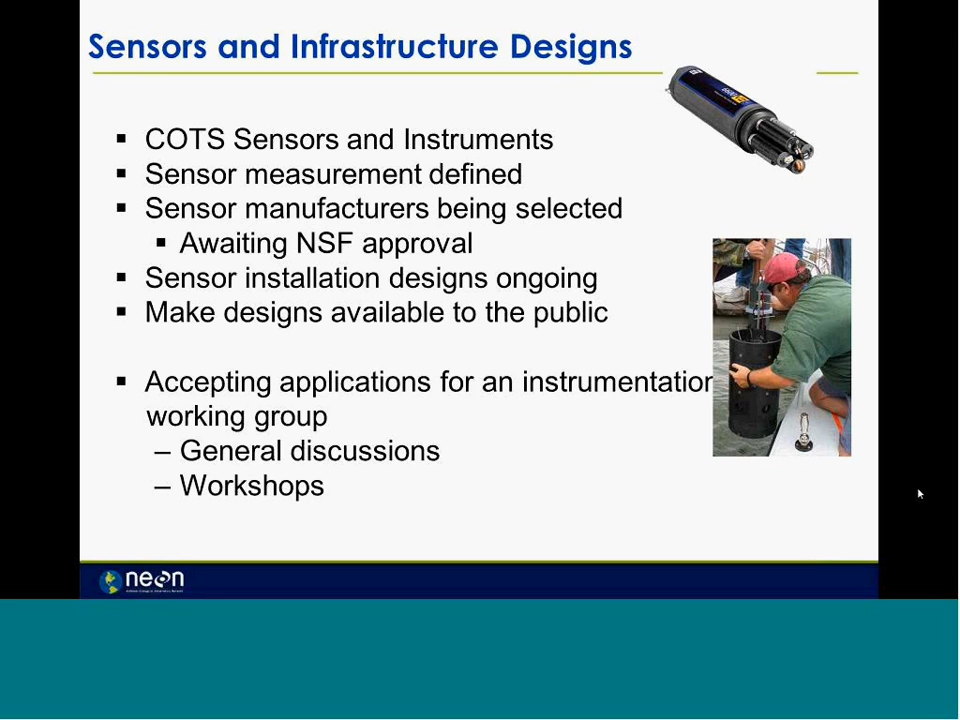 Sensors and Infrastructure Designs
▪ COTS Sensors and Instruments
▪ Sensor measurement defined
▪ Sensor manufacturers being selected
▪ Awaiting NSF approval
▪ Sensor installation designs ongoing
▪ Make designs available to the public
▪ Accepting applications for an instrumentation
working group
– General discussions
– Workshops
neon